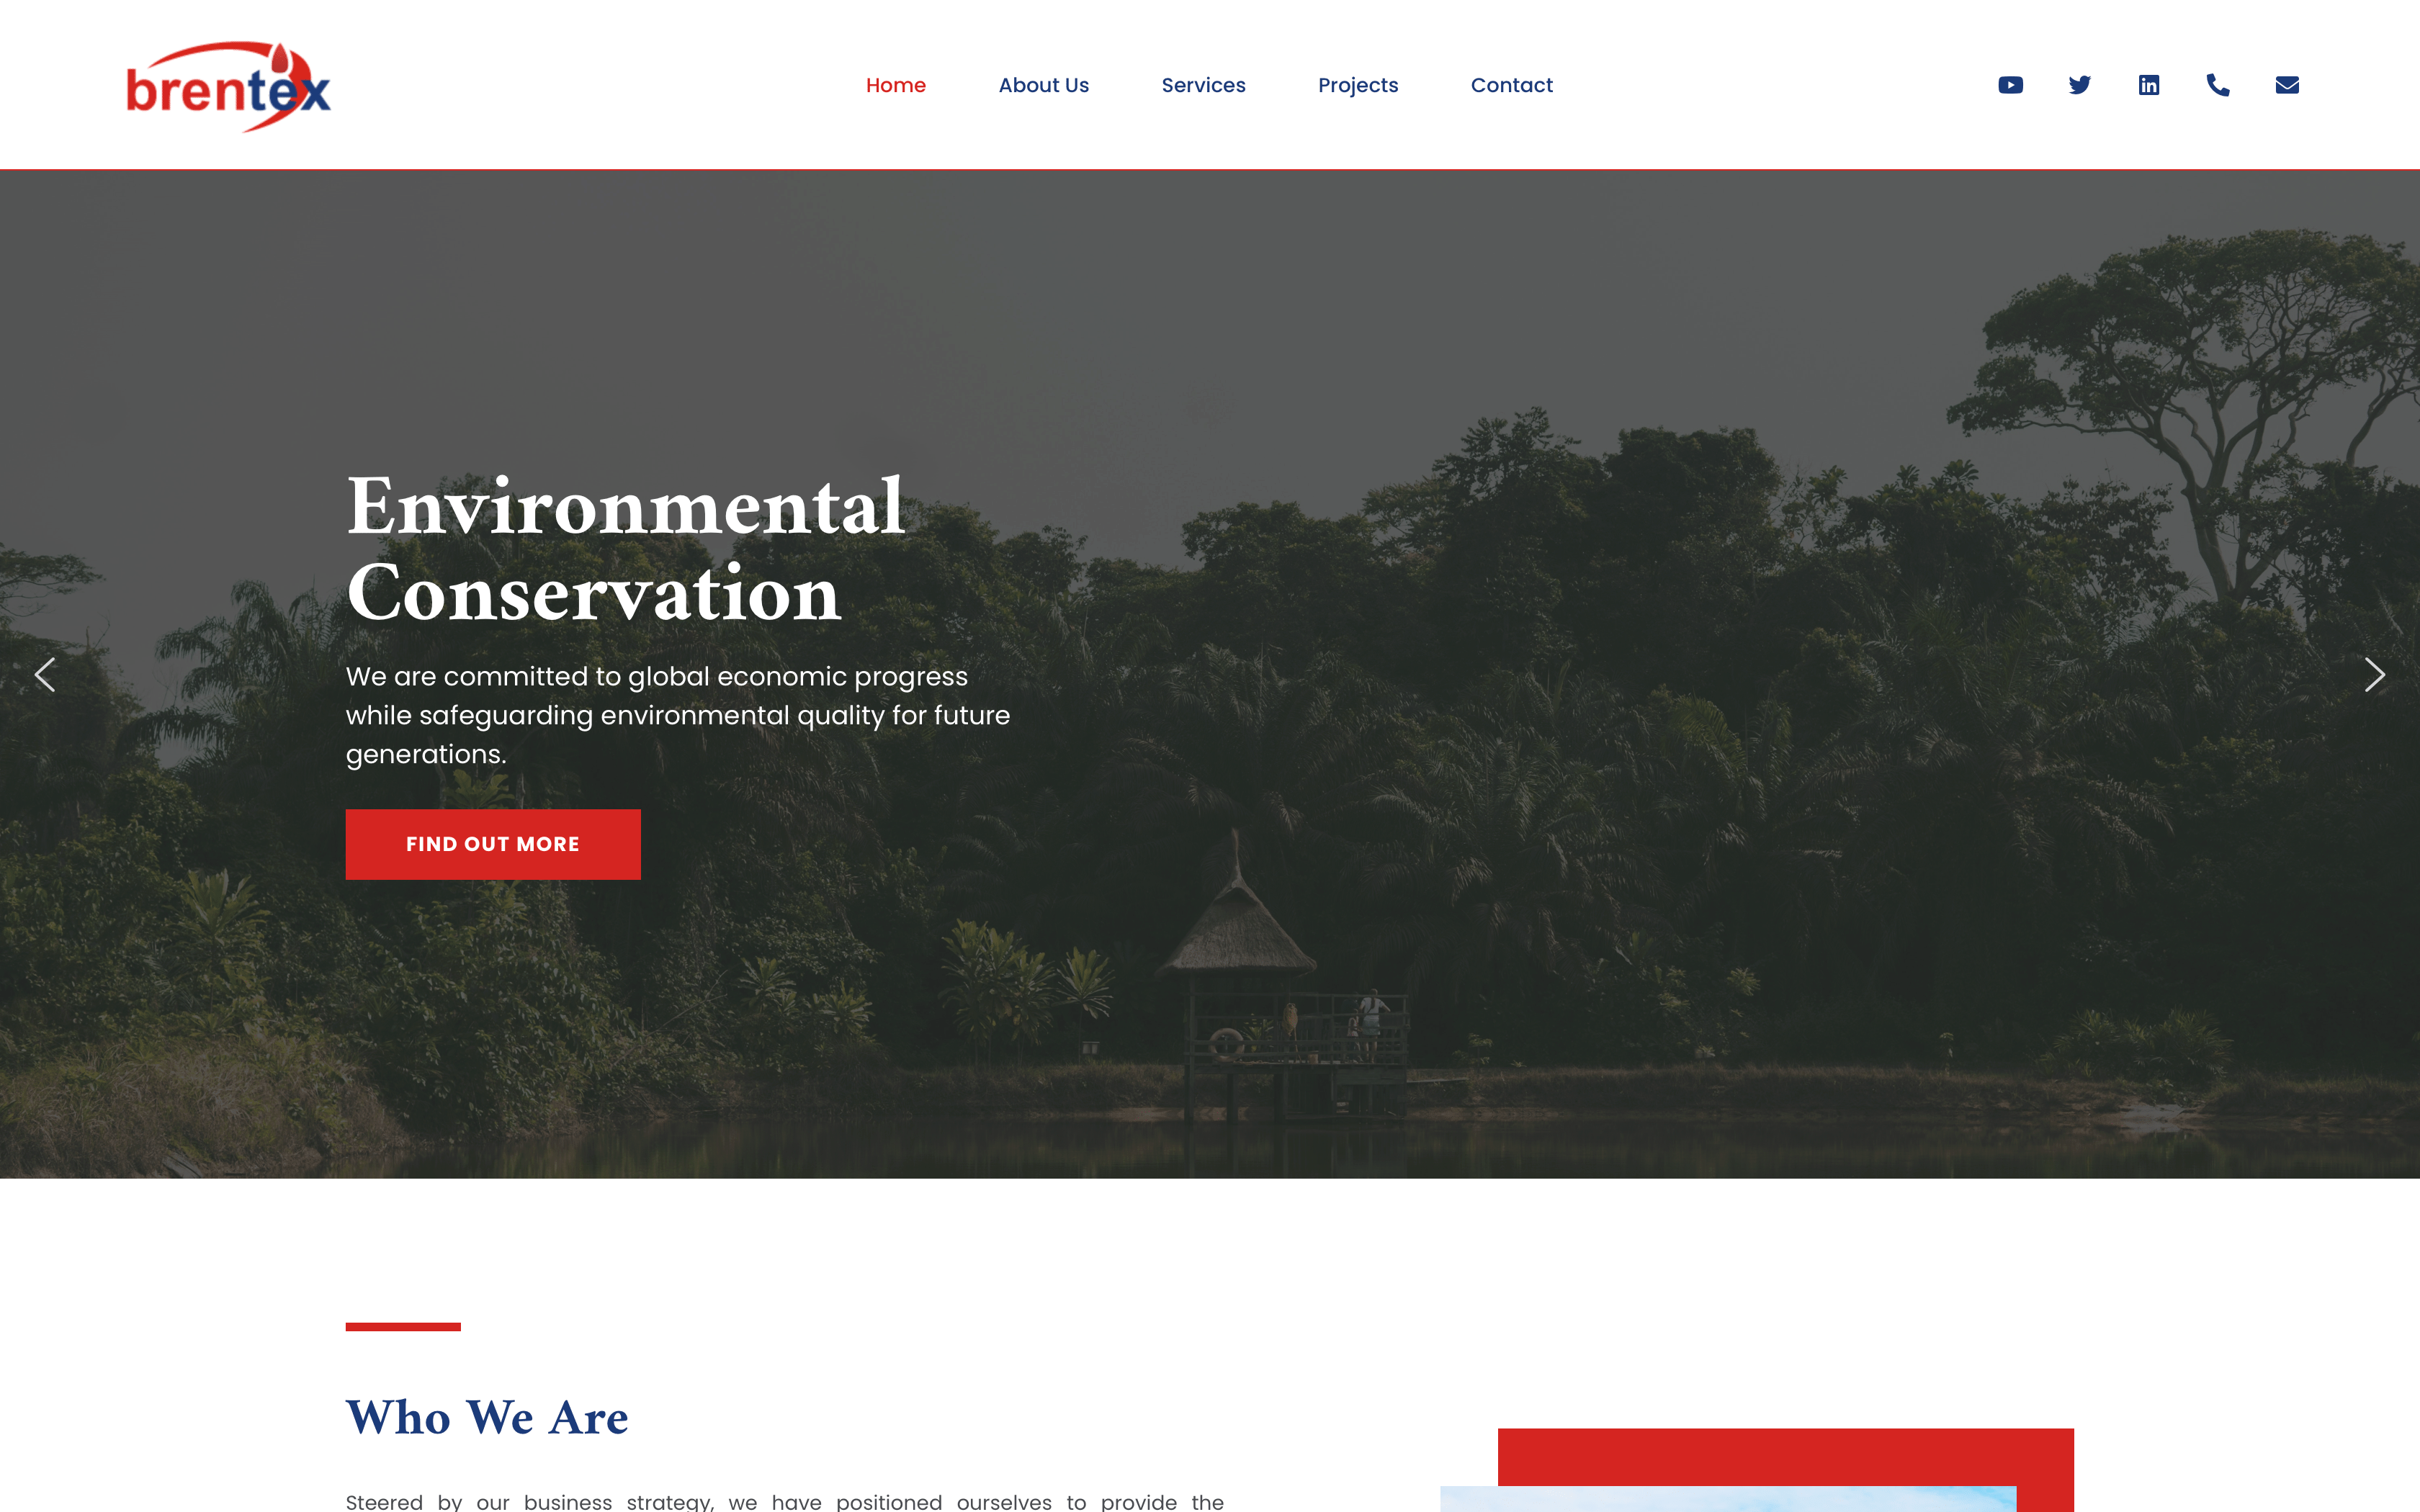 brentex
Home
About Us
Services
Projects
Contact
Environmental
Conservation
We are committed to global economic progress
while safeguarding environmental quality for future
generations.
FIND OUT MORE
Who We Are
Steered by our business strategy, we have positioned ourselves to provide the